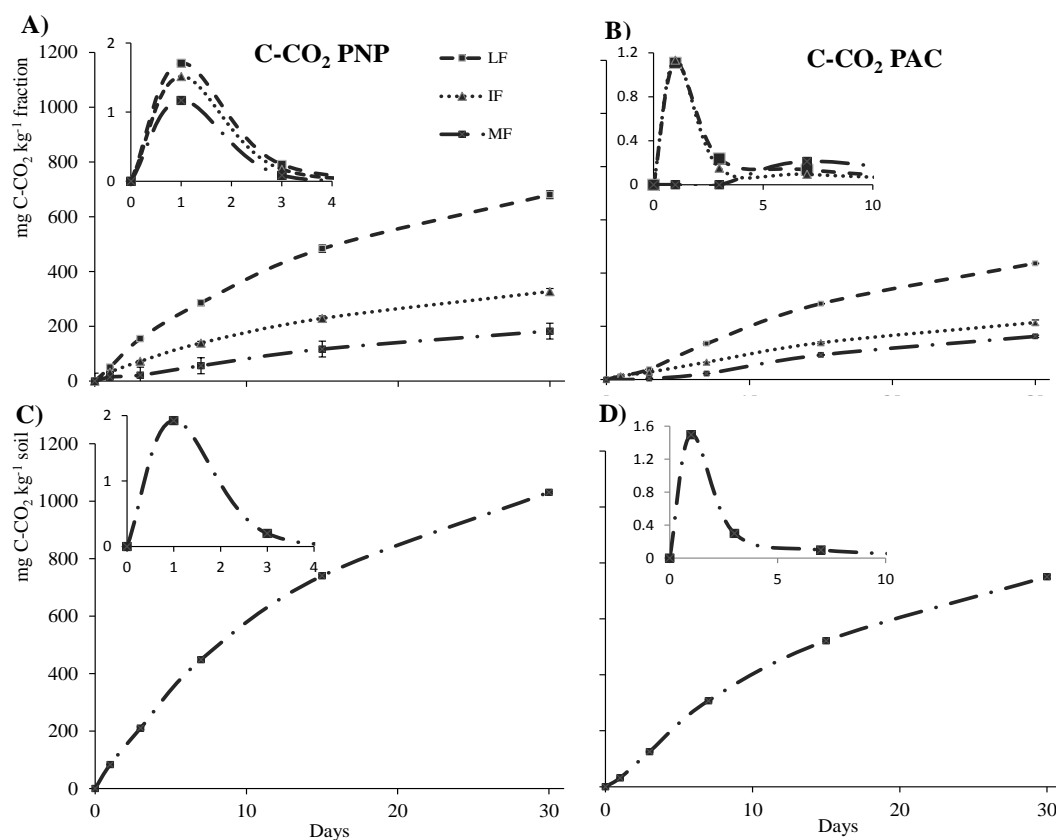 A)
C-CO₂ PNP
LF
IF
MF
mg C-CO₂ kg⁻¹ fraction
1200
1000
800
600
400
200
0
2
1
0
0 1 2 3 4
B)
C-CO₂ PAC
1.2
0.8
0.4
0
0 5 10
C)
mg C-CO₂ kg⁻¹ soil
1200
1000
800
600
400
200
0
2
1
0
0 1 2 3 4
0 10 20 30
Days
D)
1.6
1.2
0.8
0.4
0
0 5 10
0 10 20 30
Days